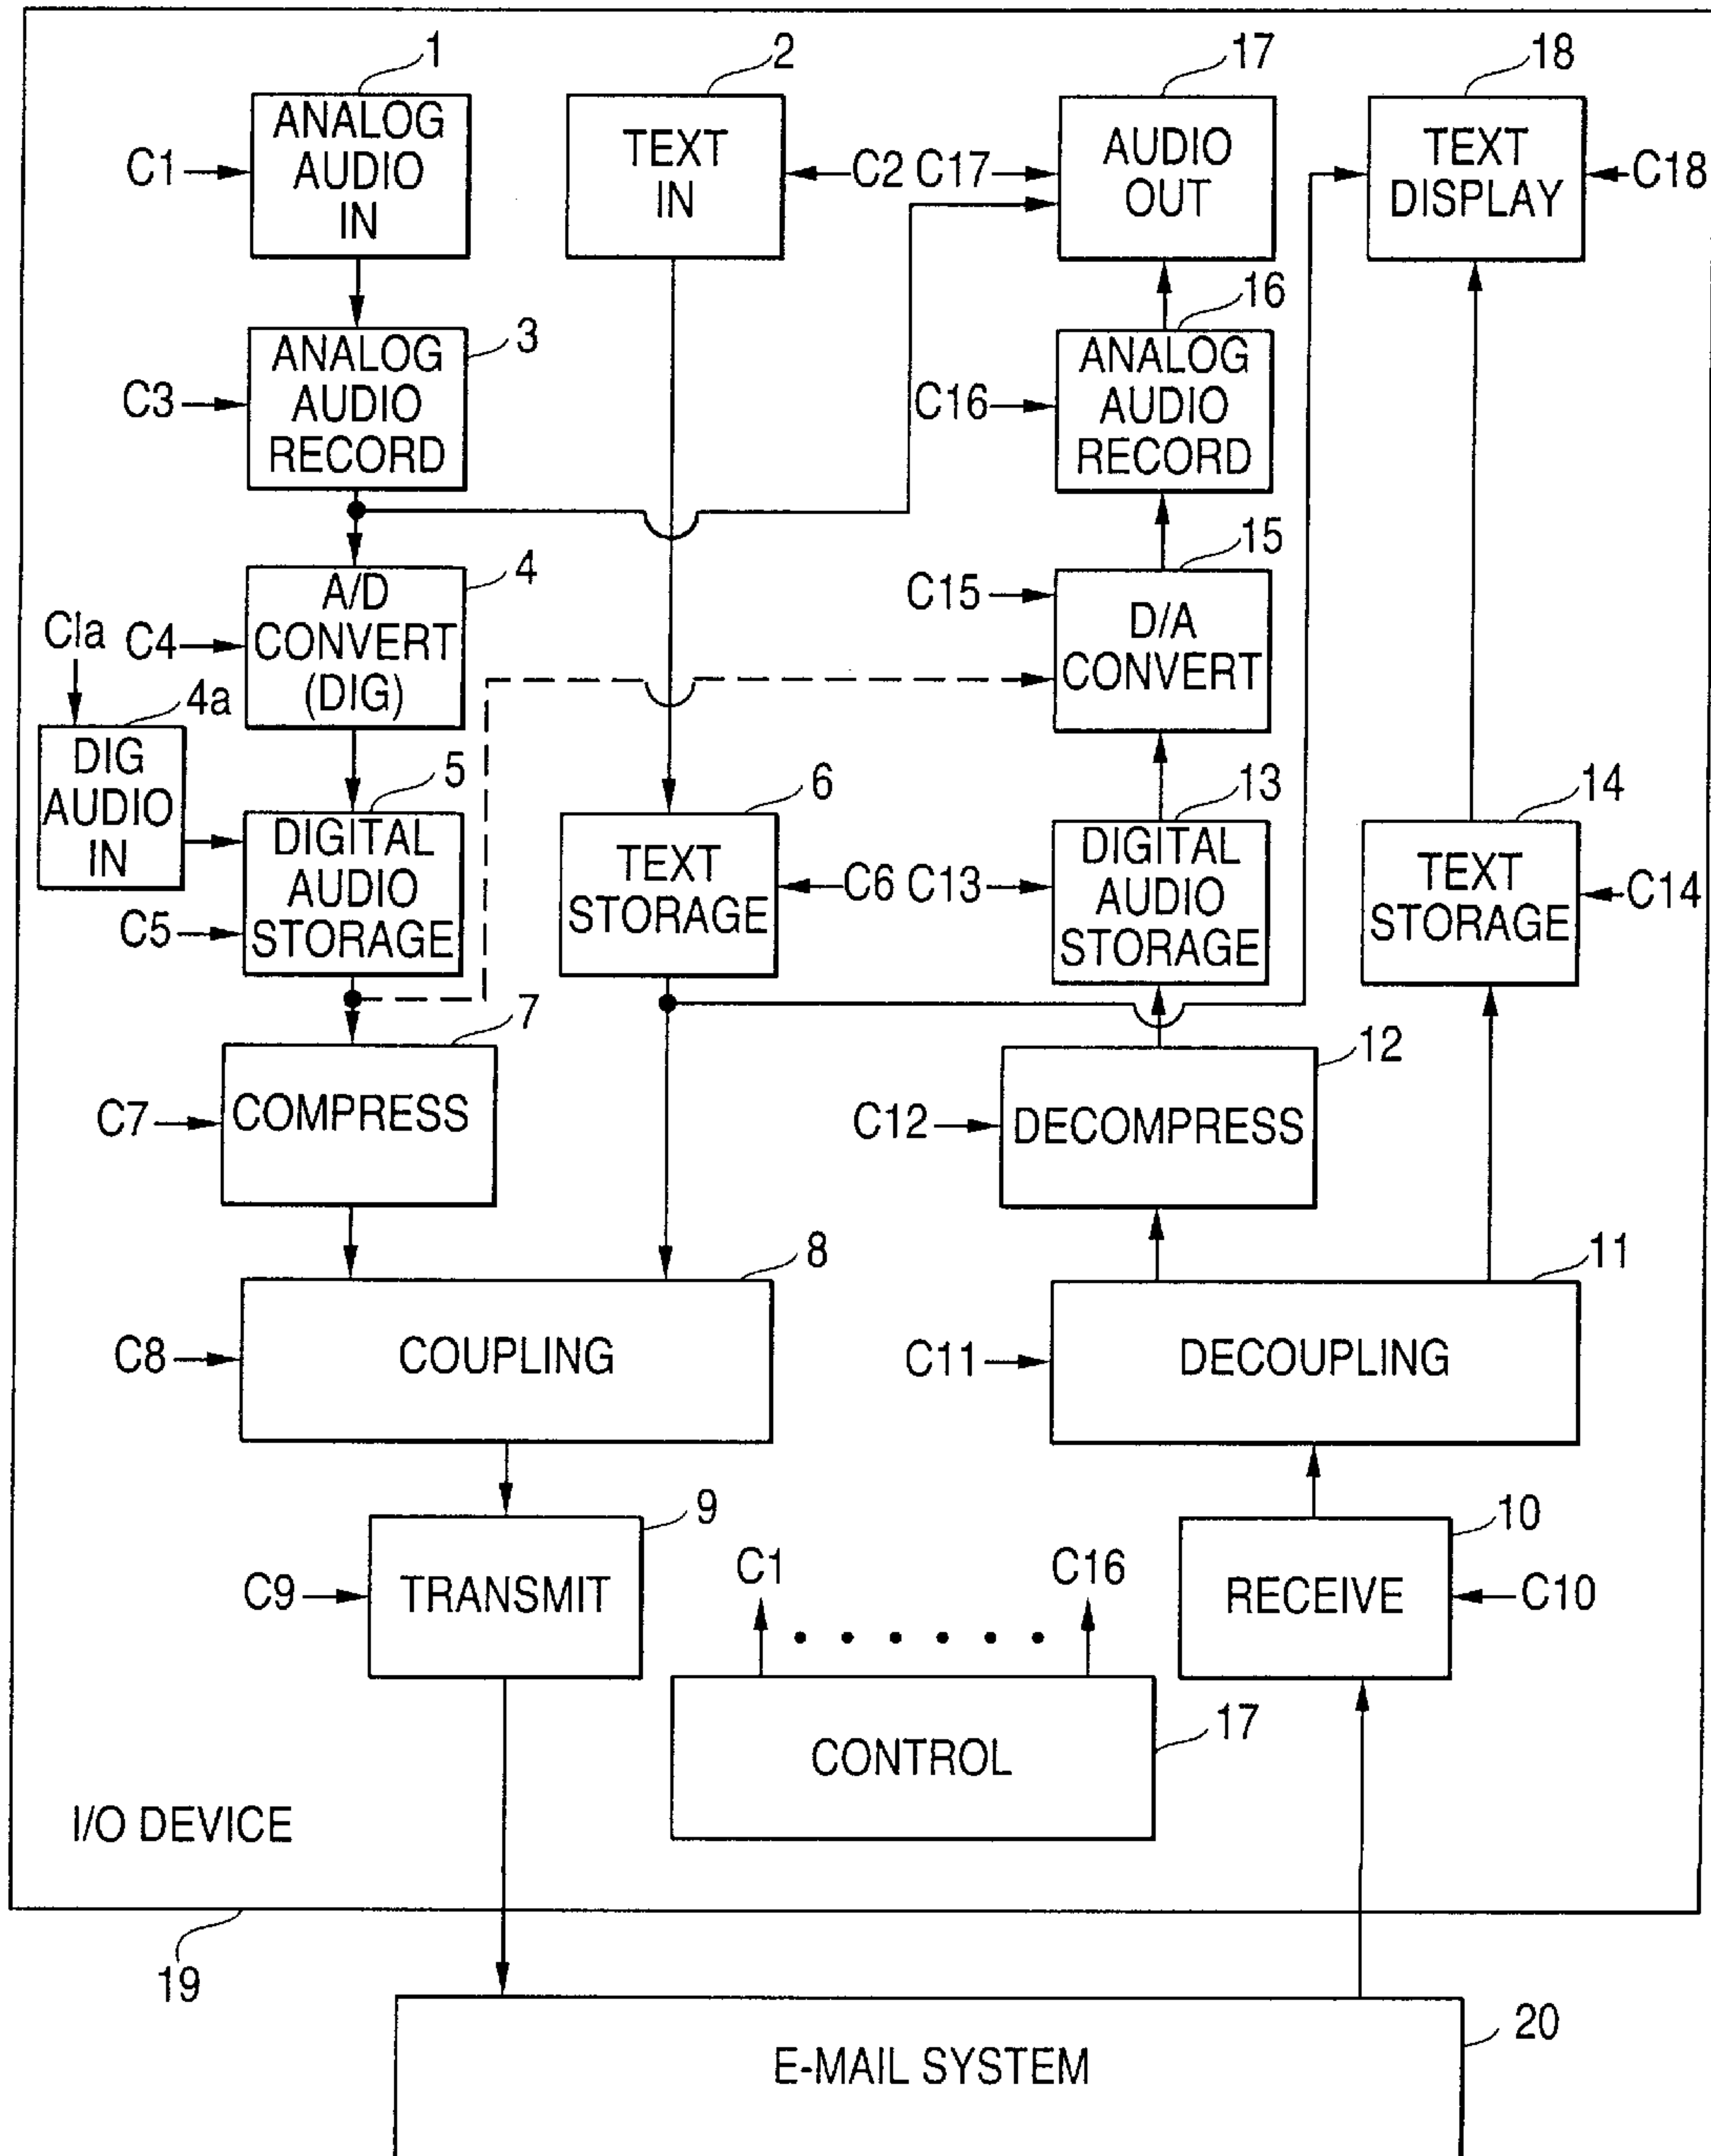 1
2
17
18
C1
ANALOG
AUDIO
IN
TEXT
IN
C2
C17
AUDIO
OUT
TEXT
DISPLAY
C18
3
16
C3
ANALOG
AUDIO
RECORD
C16
ANALOG
AUDIO
RECORD
4
15
C1a
C4
A/D
CONVERT
(DIG)
C15
D/A
CONVERT
4a
DIG
AUDIO
IN
5
6
13
14
C5
DIGITAL
AUDIO
STORAGE
TEXT
STORAGE
C6
C13
DIGITAL
AUDIO
STORAGE
TEXT
STORAGE
C14
7
12
C7
COMPRESS
C12
DECOMPRESS
8
11
C8
COUPLING
C11
DECOUPLING
9
10
C9
TRANSMIT
C1
C16
RECEIVE
C10
17
CONTROL
I/O DEVICE
19
20
E-MAIL SYSTEM